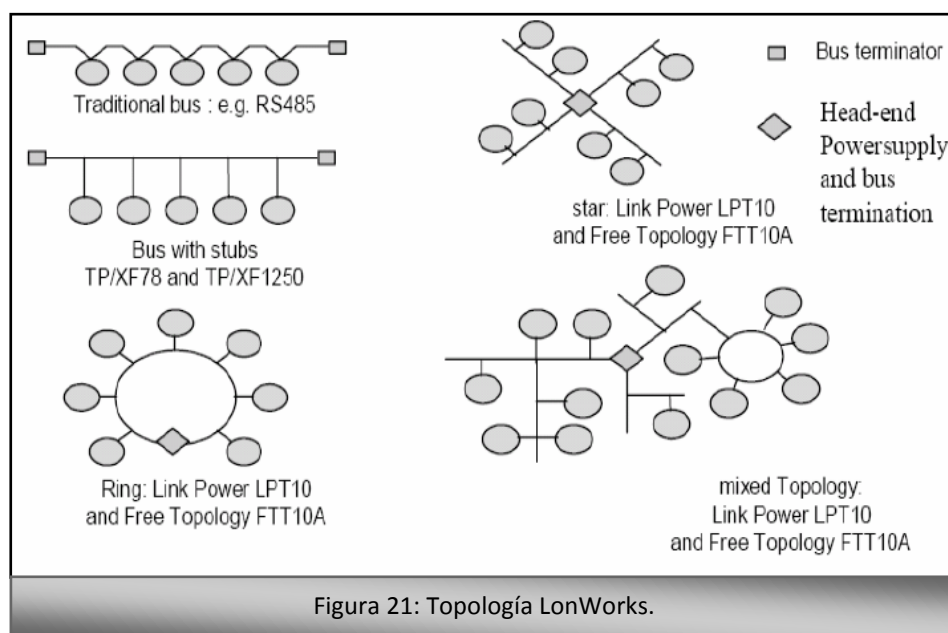 Traditional bus : e.g. RS485
Bus with stubs
TP/XF78 and TP/XF1250
Ring: Link Power LPT10
and Free Topology FTT10A
star: Link Power LPT10
and Free Topology FTT10A
Bus terminator
Head-end
Powersupply
and bus
termination
mixed Topology:
Link Power LPT10
and Free Topology FTT10A
Figura 21: Topología LonWorks.